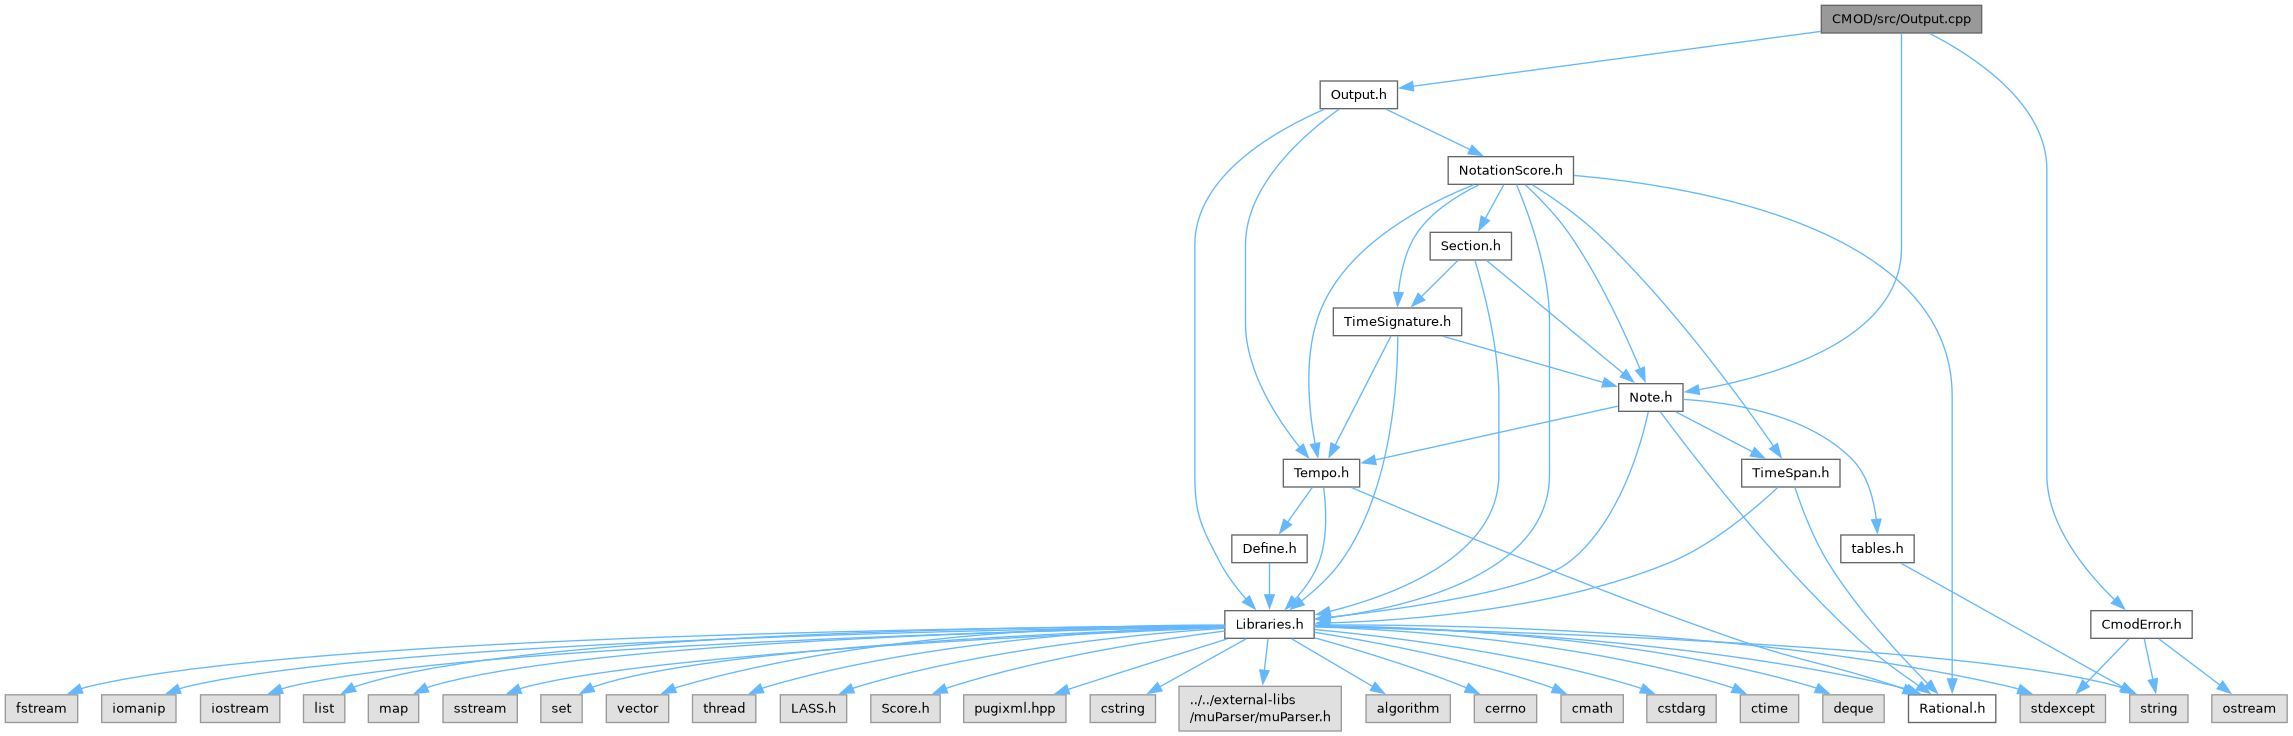 CMOD/src/Output.cpp
Output.h
NotationScore.h
Section.h
TimeSignature.h
Note.h
Tempo.h
TimeSpan.h
Define.h
tables.h
Libraries.h
CmodError.h
fstream
iomanip
iostream
list
map
sstream
set
vector
thread
LASS.h
Score.h
pugixml.hpp
cstring
../../external-libs
/muParser/muParser.h
algorithm
cerrno
cmath
cstdarg
ctime
deque
Rational.h
stdexcept
string
ostream